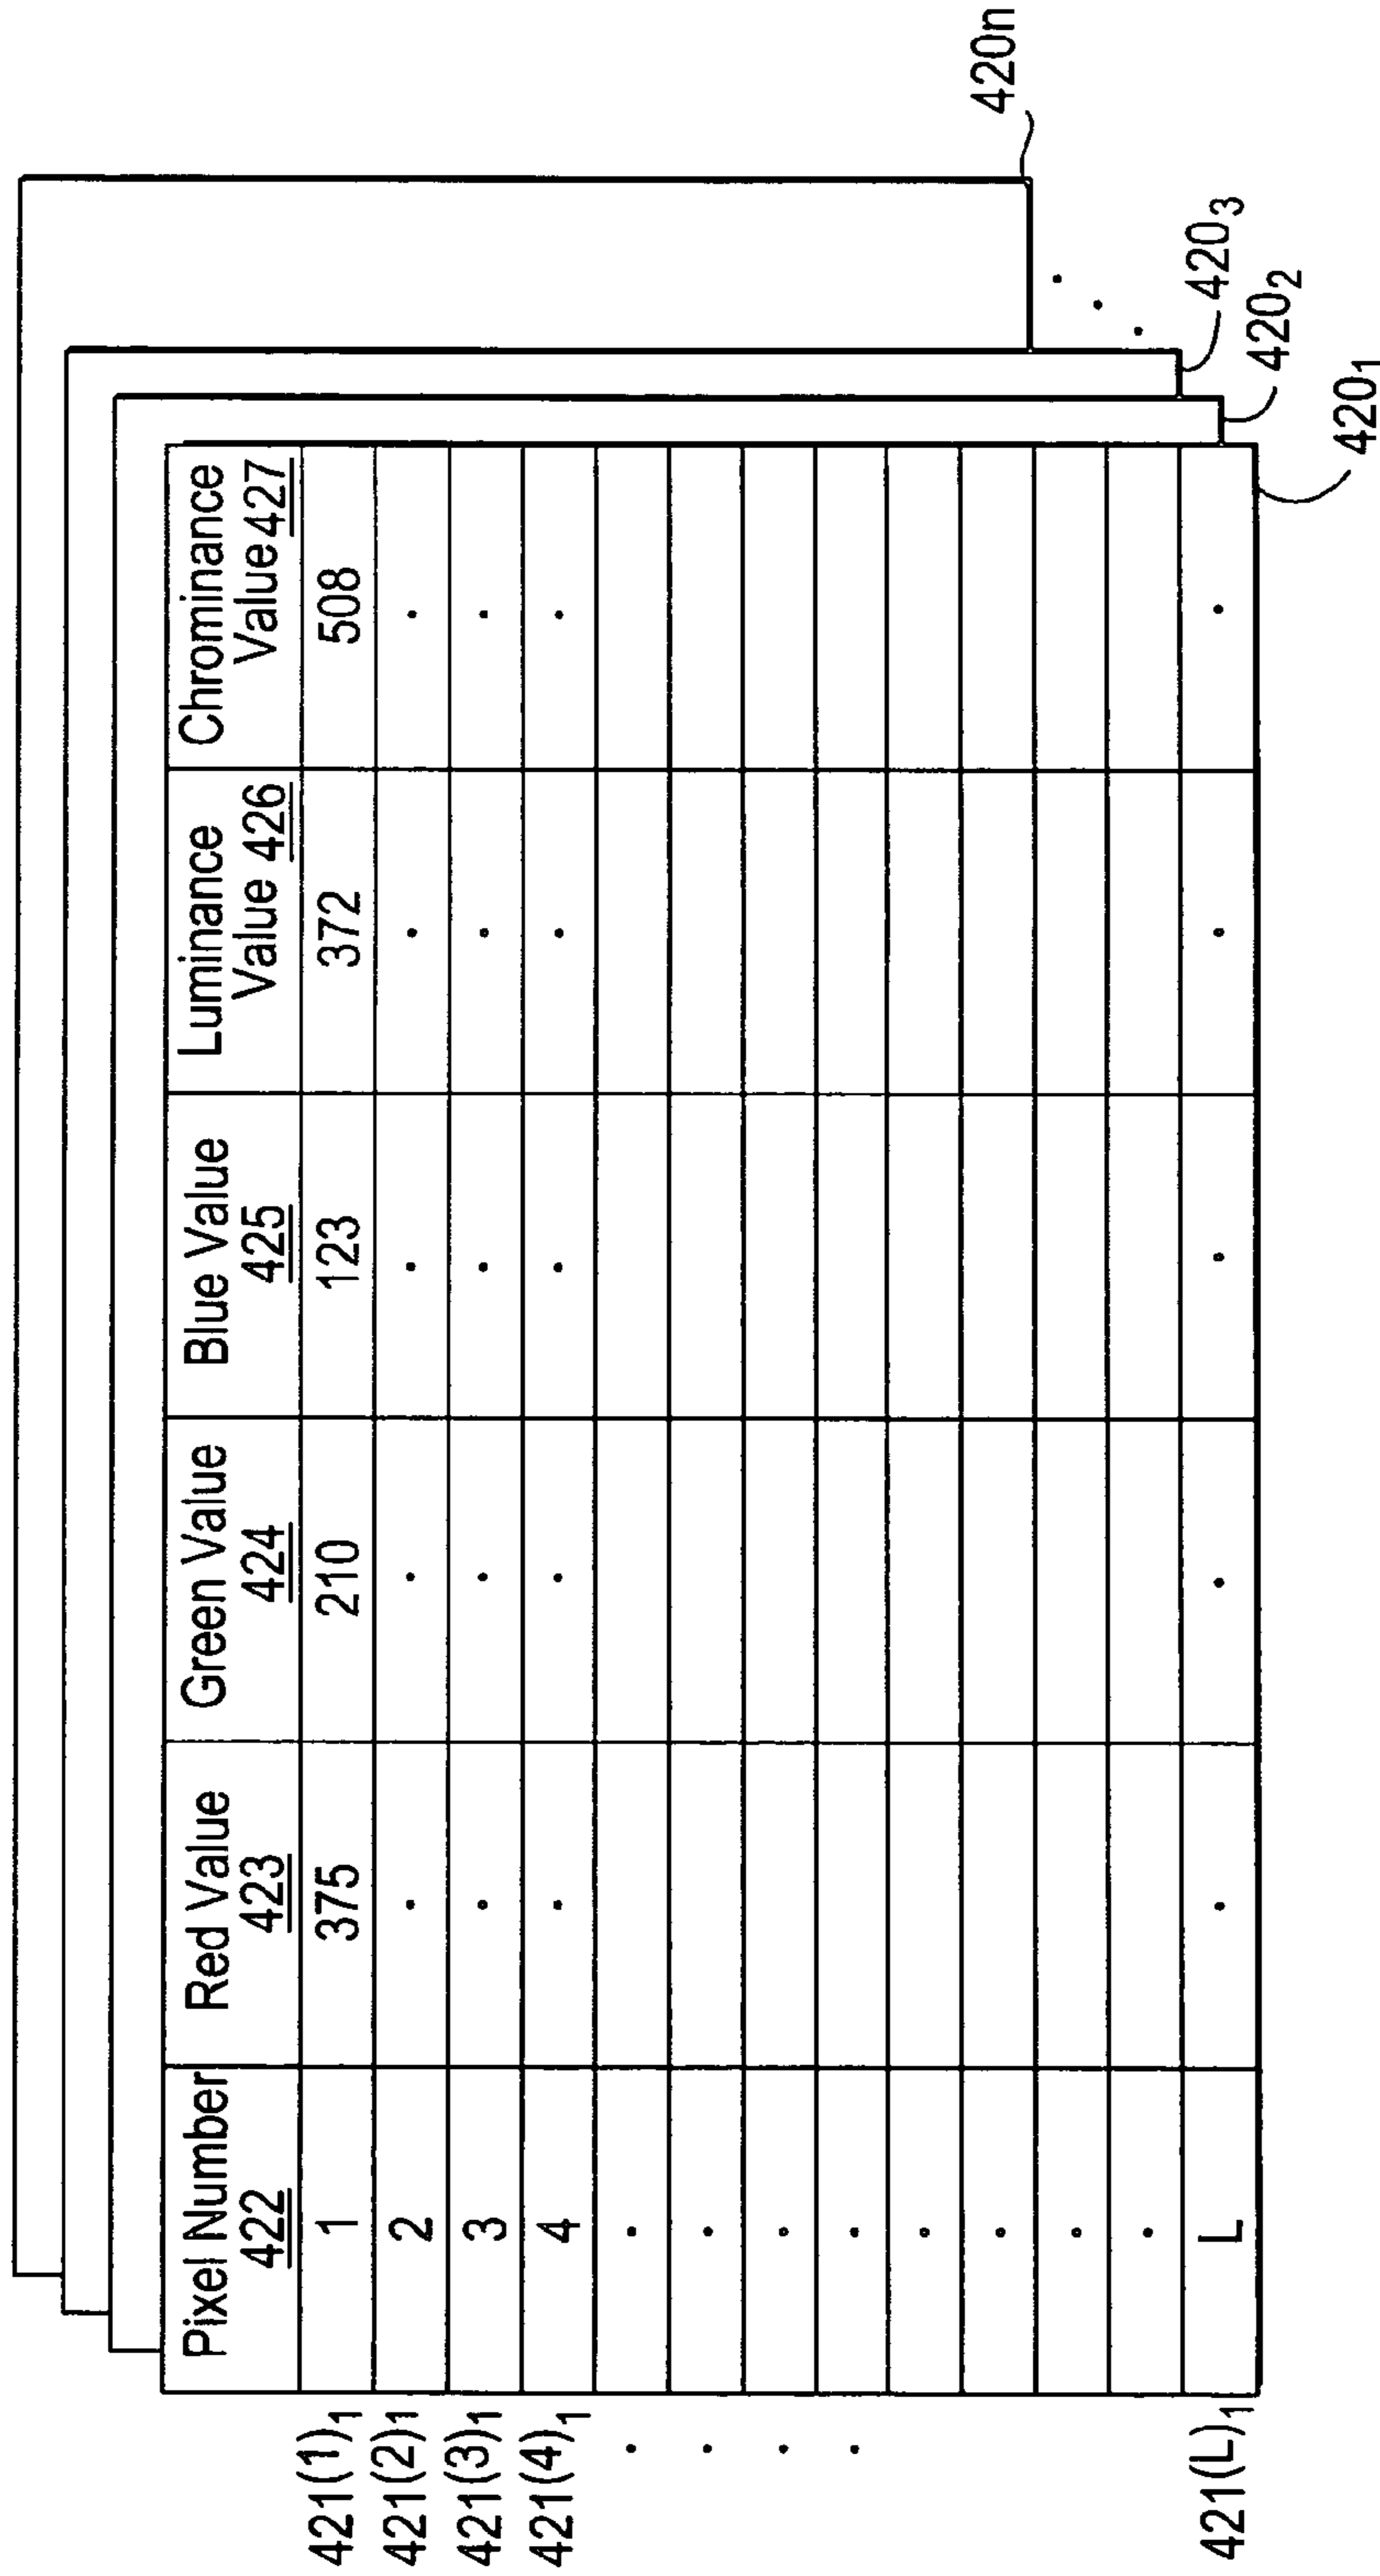 Pixel Number Red Value Green Value Blue Value Luminance Chrominance
422 423 424 425 Value 426 Value 427
421(1)₁ 1 375 210 123 372 508
421(2)₁ 2 . . . . .
421(3)₁ 3 . . . . .
421(4)₁ 4 . . . . .
. .
. .
. .
. .
.
.
.
.
421(L)₁ L . . . . .
420₁
420₂
420₃
. . .
420n